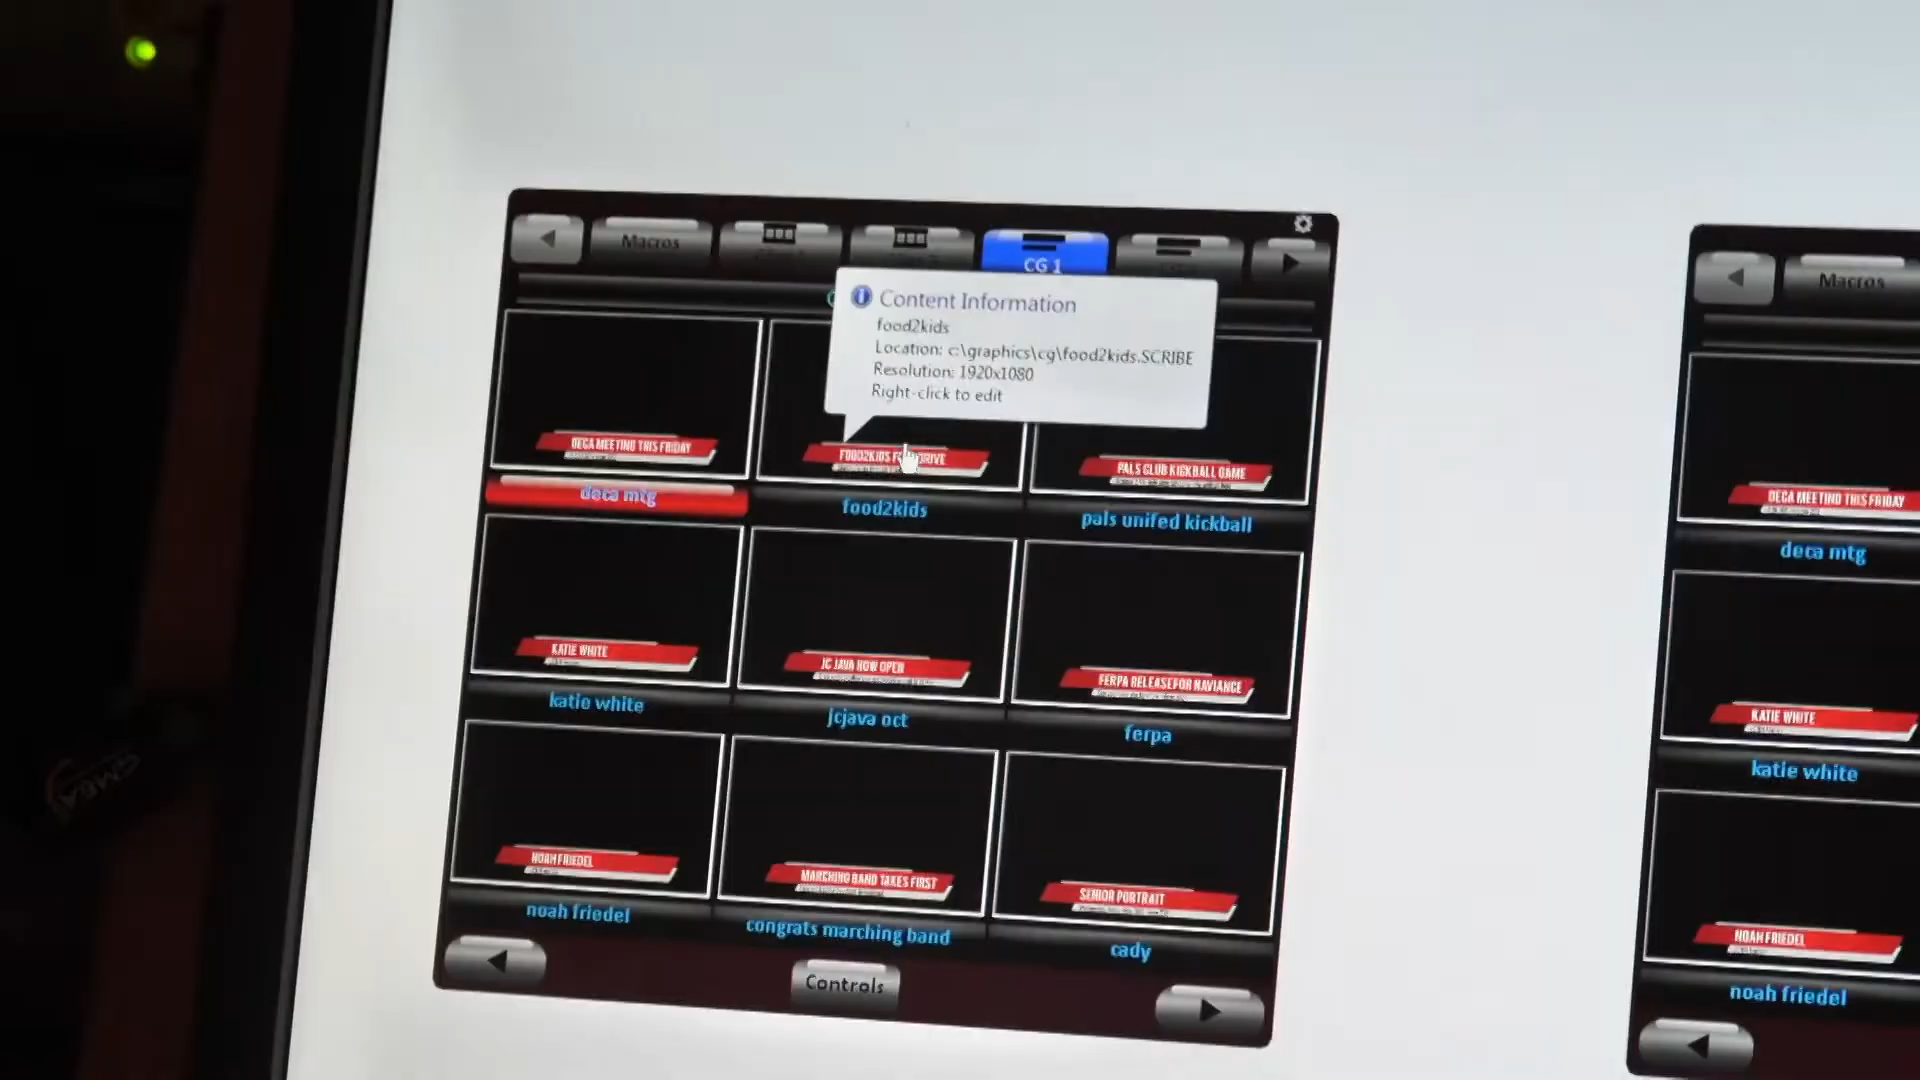 Macros
CG 1
Content Information
food2kids
Location: c:\graphics\cg\food2kids.SCRIBE
Resolution: 1920x1080
Right-click to edit
DECA MEETING THIS FRIDAY
FOOD2KIDS
PALS CLUB KICKBALL GAME
deca mtg
food2kids
pals unifed kickball
KATIE WHITE
JC JAVA NOW OPEN
FERPA RELEASE FOR NAVIANCE
katie white
jcjava oct
ferpa
NOAH FRIEDEL
MARCHING BAND TAKES FIRST
SENIOR PORTRAIT
noah friedel
congrats marching band
cady
Controls
Macros
DECA MEETING THIS FRIDAY
deca mtg
KATIE WHITE
katie white
NOAH FRIEDEL
noah friedel